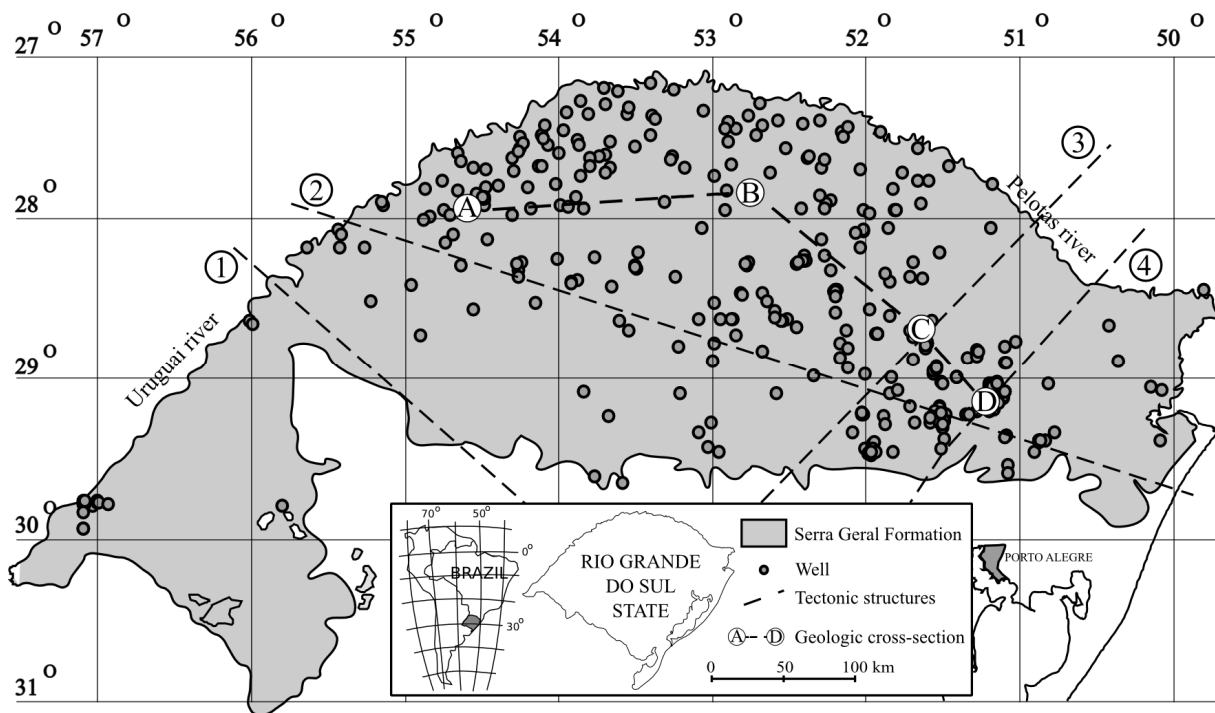 57° 56° 55° 54° 53° 52° 51° 50°
27°
28°
29°
30°
31°
1
2
3
4
A
B
C
D
Uruguai river
Pelotas river
70° 50°
0°
30°
BRAZIL
RIO GRANDE
DO SUL
STATE
Serra Geral Formation
Well
Tectonic structures
A D Geologic cross-section
0 50 100 km
PORTO ALEGRE